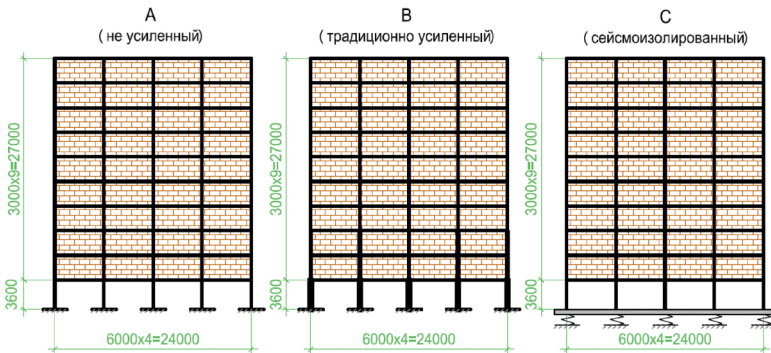 A
( не усиленный)
B
( традиционно усиленный)
C
( сейсмоизолированный)
3000x9=27000
3600
6000x4=24000
3000x9=27000
3600
6000x4=24000
3000x9=27000
3600
6000x4=24000